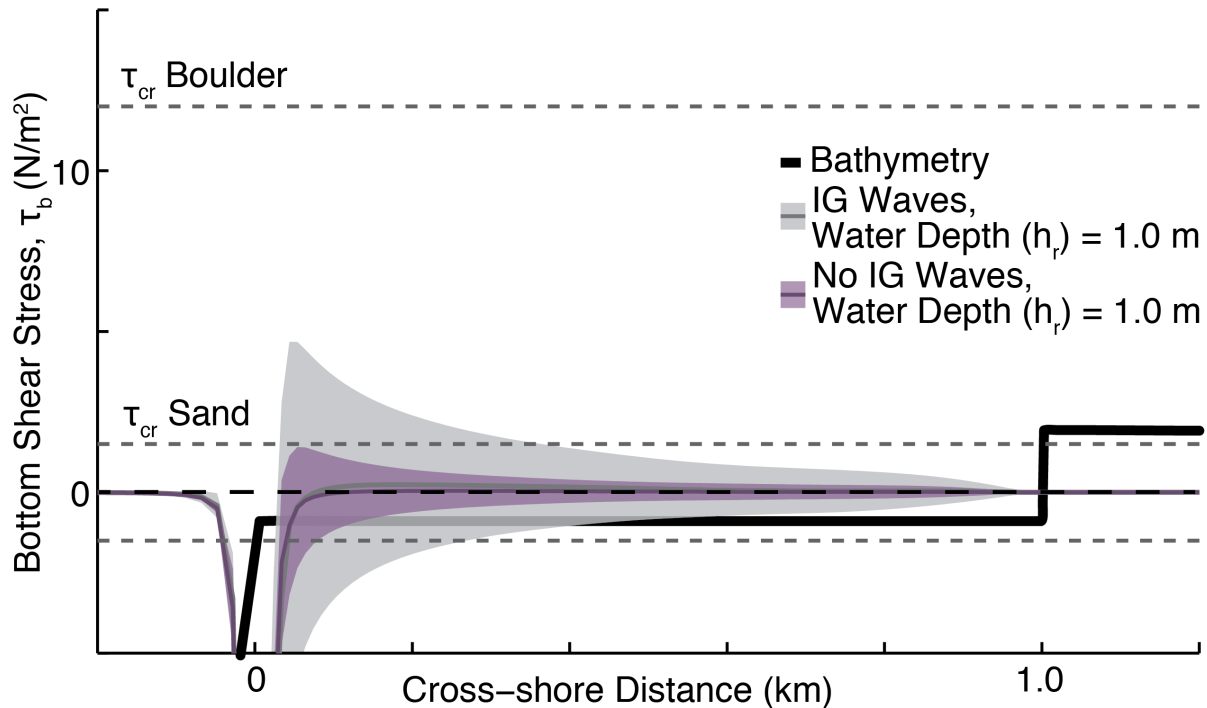 τcr Boulder
Bottom Shear Stress, τb (N/m²)
10
Bathymetry
IG Waves,
Water Depth (hr) = 1.0 m
No IG Waves,
Water Depth (hr) = 1.0 m
τcr Sand
0
0
1.0
Cross−shore Distance (km)